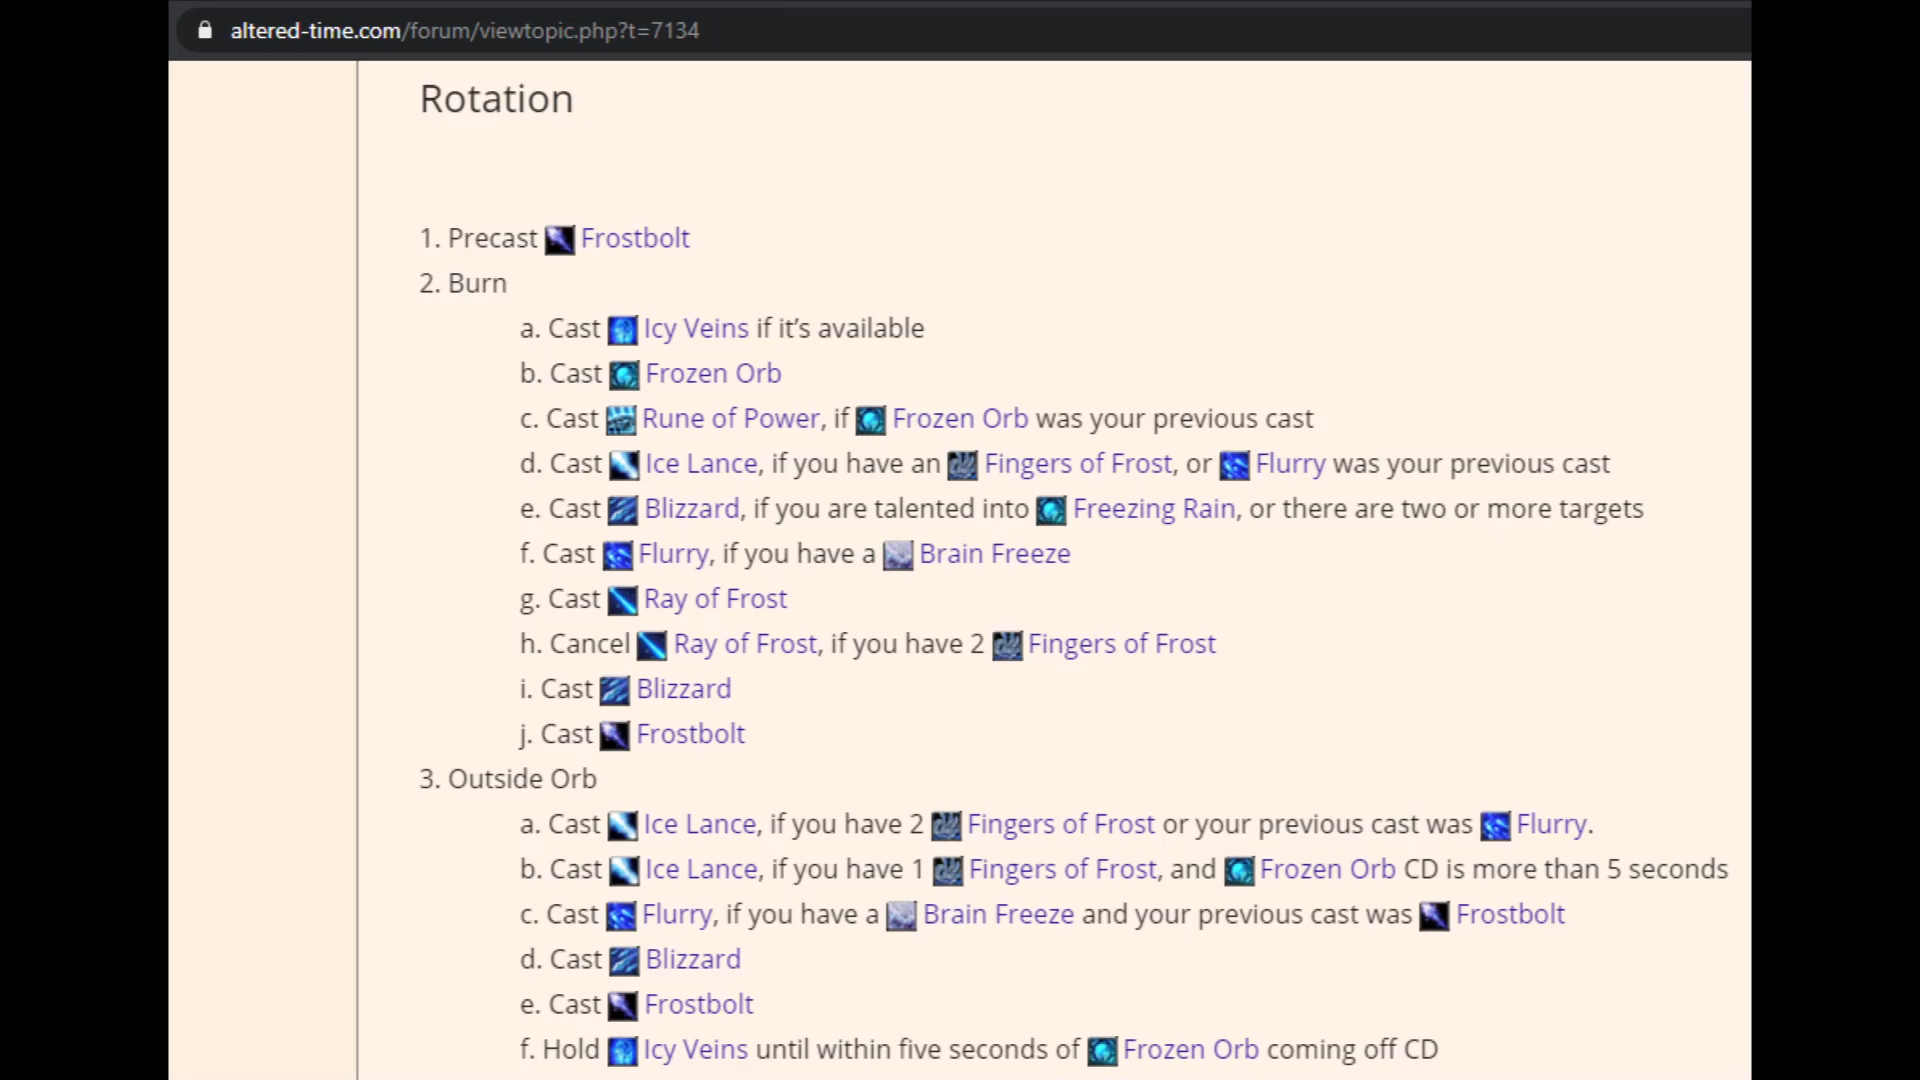 altered-time.com/forum/viewtopic.php?t=7134
Rotation
1. Precast Frostbolt
2. Burn
a. Cast Icy Veins if it’s available
b. Cast Frozen Orb
c. Cast Rune of Power, if Frozen Orb was your previous cast
d. Cast Ice Lance, if you have an Fingers of Frost, or Flurry was your previous cast
e. Cast Blizzard, if you are talented into Freezing Rain, or there are two or more targets
f. Cast Flurry, if you have a Brain Freeze
g. Cast Ray of Frost
h. Cancel Ray of Frost, if you have 2 Fingers of Frost
i. Cast Blizzard
j. Cast Frostbolt
3. Outside Orb
a. Cast Ice Lance, if you have 2 Fingers of Frost or your previous cast was Flurry.
b. Cast Ice Lance, if you have 1 Fingers of Frost, and Frozen Orb CD is more than 5 seconds
c. Cast Flurry, if you have a Brain Freeze and your previous cast was Frostbolt
d. Cast Blizzard
e. Cast Frostbolt
f. Hold Icy Veins until within five seconds of Frozen Orb coming off CD